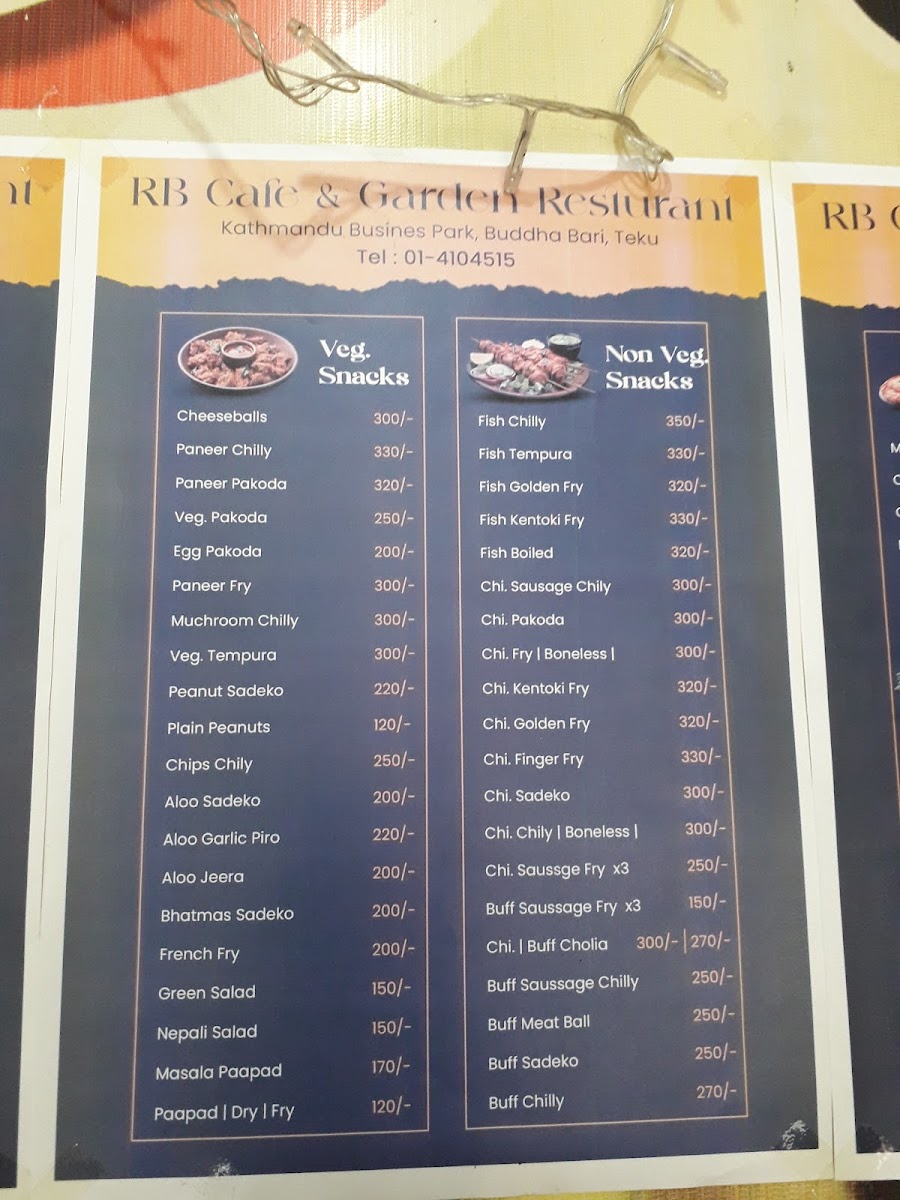 RB Cafe & Garden Resturant
Kathmandu Busines Park, Buddha Bari, Teku
Tel : 01-4104515
Veg.
Snacks
Cheeseballs 300/-
Paneer Chilly 330/-
Paneer Pakoda 320/-
Veg. Pakoda 250/-
Egg Pakoda 200/-
Paneer Fry 300/-
Muchroom Chilly 300/-
Veg. Tempura 300/-
Peanut Sadeko 220/-
Plain Peanuts 120/-
Chips Chily 250/-
Aloo Sadeko 200/-
Aloo Garlic Piro 220/-
Aloo Jeera 200/-
Bhatmas Sadeko 200/-
French Fry 200/-
Green Salad 150/-
Nepali Salad 150/-
Masala Paapad 170/-
Paapad | Dry | Fry 120/-
Non Veg.
Snacks
Fish Chilly 350/-
Fish Tempura 330/-
Fish Golden Fry 320/-
Fish Kentoki Fry 330/-
Fish Boiled 320/-
Chi. Sausage Chily 300/-
Chi. Pakoda 300/-
Chi. Fry | Boneless | 300/-
Chi. Kentoki Fry 320/-
Chi. Golden Fry 320/-
Chi. Finger Fry 330/-
Chi. Sadeko 300/-
Chi. Chily | Boneless | 300/-
Chi. Saussge Fry x3 250/-
Buff Saussage Fry x3 150/-
Chi. | Buff Cholia 300/- | 270/-
Buff Saussage Chilly 250/-
Buff Meat Ball 250/-
Buff Sadeko 250/-
Buff Chilly 270/-
RB